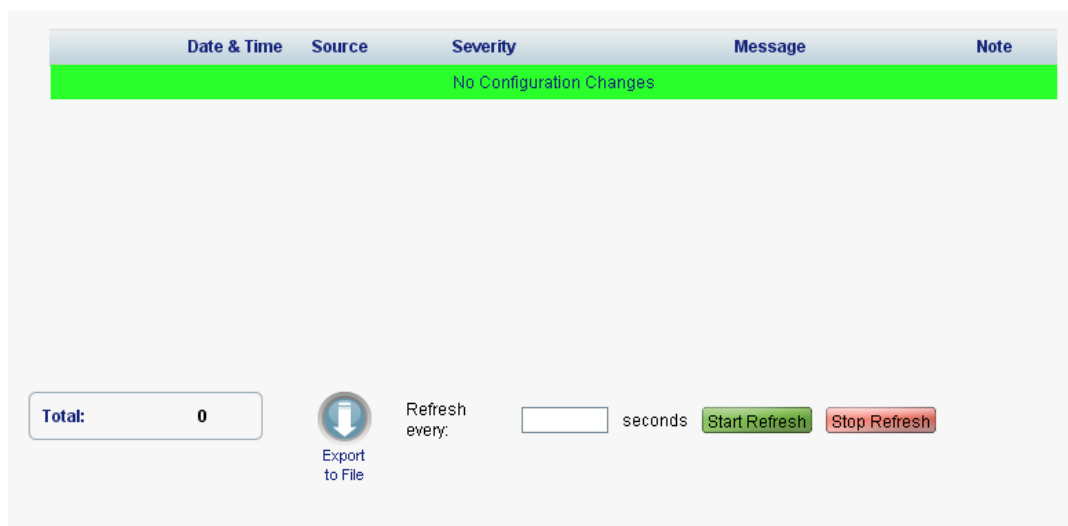 Date & Time Source Severity Message Note
No Configuration Changes
Total: 0
Export
to File
Refresh
every:
seconds
Start Refresh
Stop Refresh